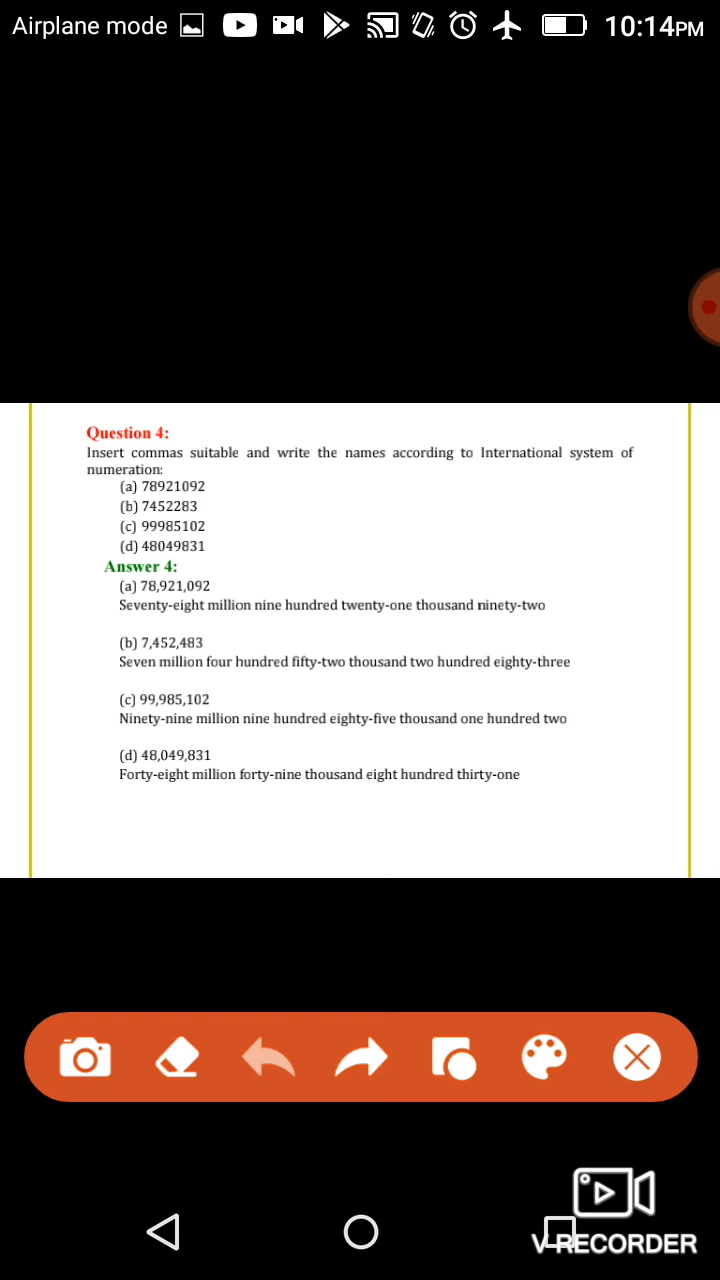 Airplane mode 10:14PM
Question 4:
Insert commas suitable and write the names according to International system of
numeration:
(a) 78921092
(b) 7452283
(c) 99985102
(d) 48049831
Answer 4:
(a) 78,921,092
Seventy-eight million nine hundred twenty-one thousand ninety-two
(b) 7,452,483
Seven million four hundred fifty-two thousand two hundred eighty-three
(c) 99,985,102
Ninety-nine million nine hundred eighty-five thousand one hundred two
(d) 48,049,831
Forty-eight million forty-nine thousand eight hundred thirty-one
V RECORDER